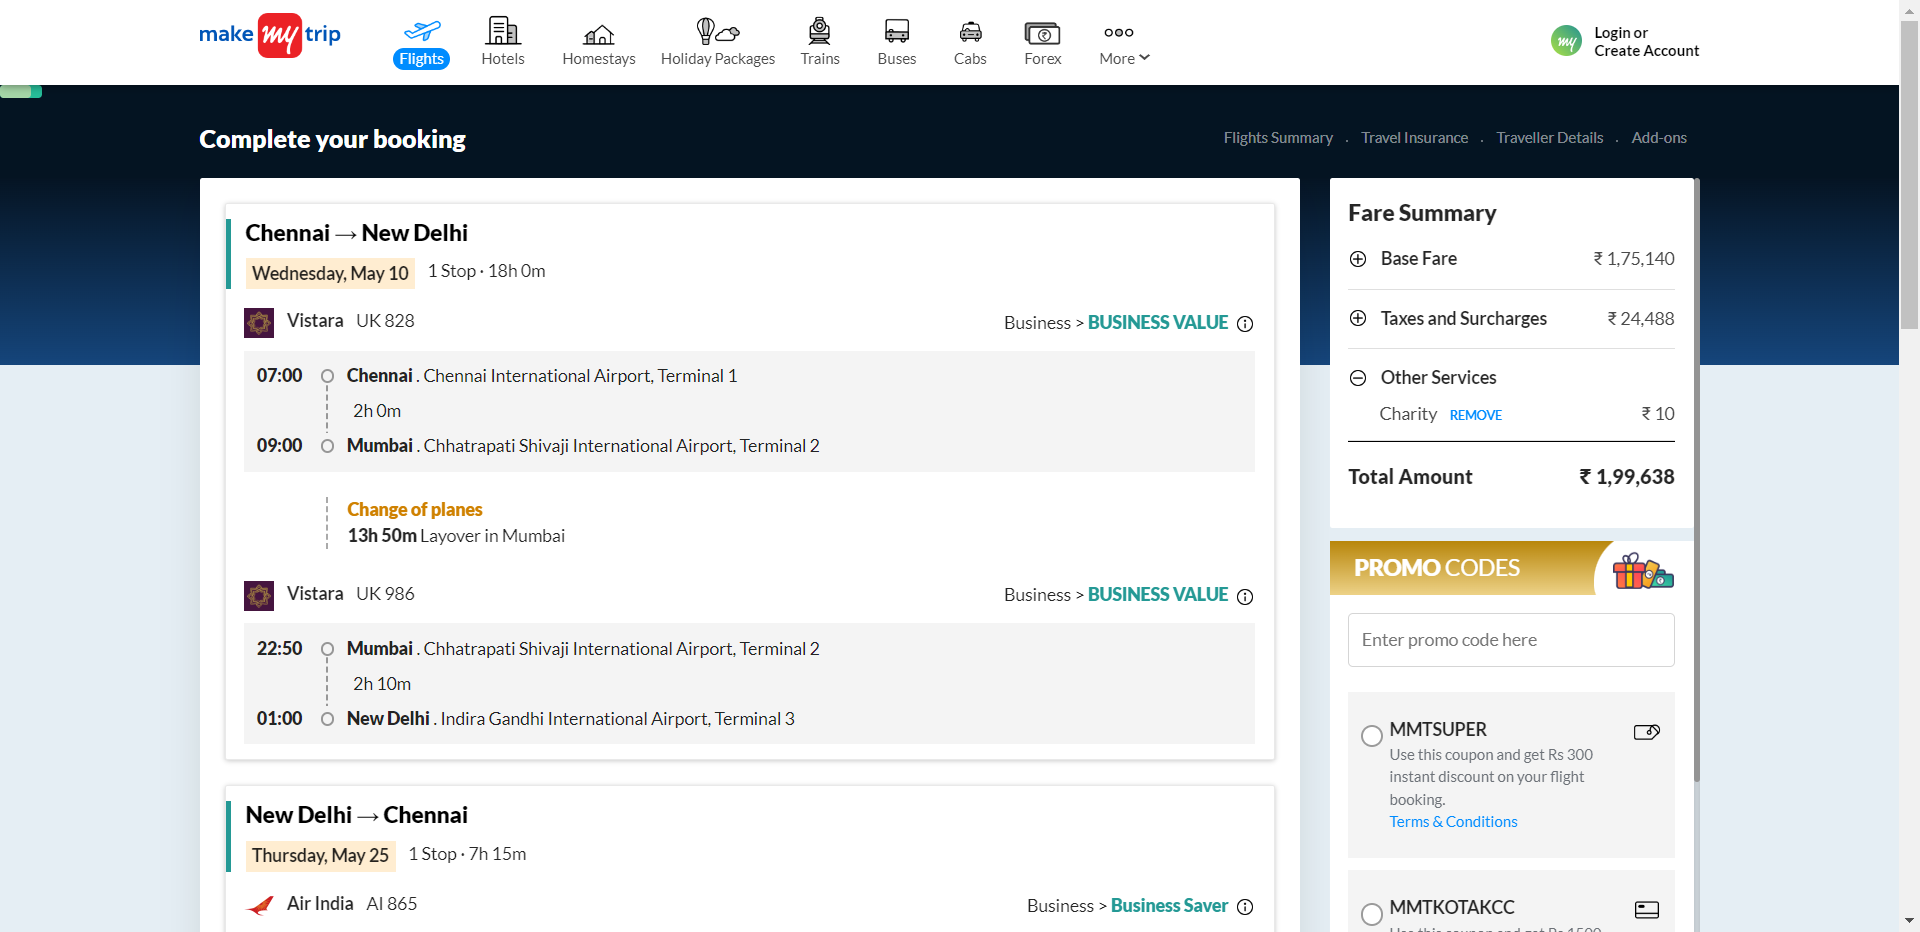 make my trip
Flights
Hotels
Homestays
Holiday Packages
Trains
Buses
Cabs
Forex
More
my
Login or
Create Account
Complete your booking
Flights Summary . Travel Insurance . Traveller Details . Add-ons
Chennai → New Delhi
Wednesday, May 10 1 Stop · 18h 0m
Vistara UK 828
Business > BUSINESS VALUE
07:00 Chennai . Chennai International Airport, Terminal 1
2h 0m
09:00 Mumbai . Chhatrapati Shivaji International Airport, Terminal 2
Change of planes
13h 50m Layover in Mumbai
Vistara UK 986
Business > BUSINESS VALUE
22:50 Mumbai . Chhatrapati Shivaji International Airport, Terminal 2
2h 10m
01:00 New Delhi . Indira Gandhi International Airport, Terminal 3
New Delhi → Chennai
Thursday, May 25 1 Stop · 7h 15m
Air India AI 865
Business > Business Saver
Fare Summary
Base Fare ₹ 1,75,140
Taxes and Surcharges ₹ 24,488
Other Services
Charity REMOVE ₹ 10
Total Amount ₹ 1,99,638
PROMO CODES
Enter promo code here
MMTSUPER
Use this coupon and get Rs 300
instant discount on your flight
booking.
Terms & Conditions
MMTKOTAKCC
Use this coupon and get Rs 1500